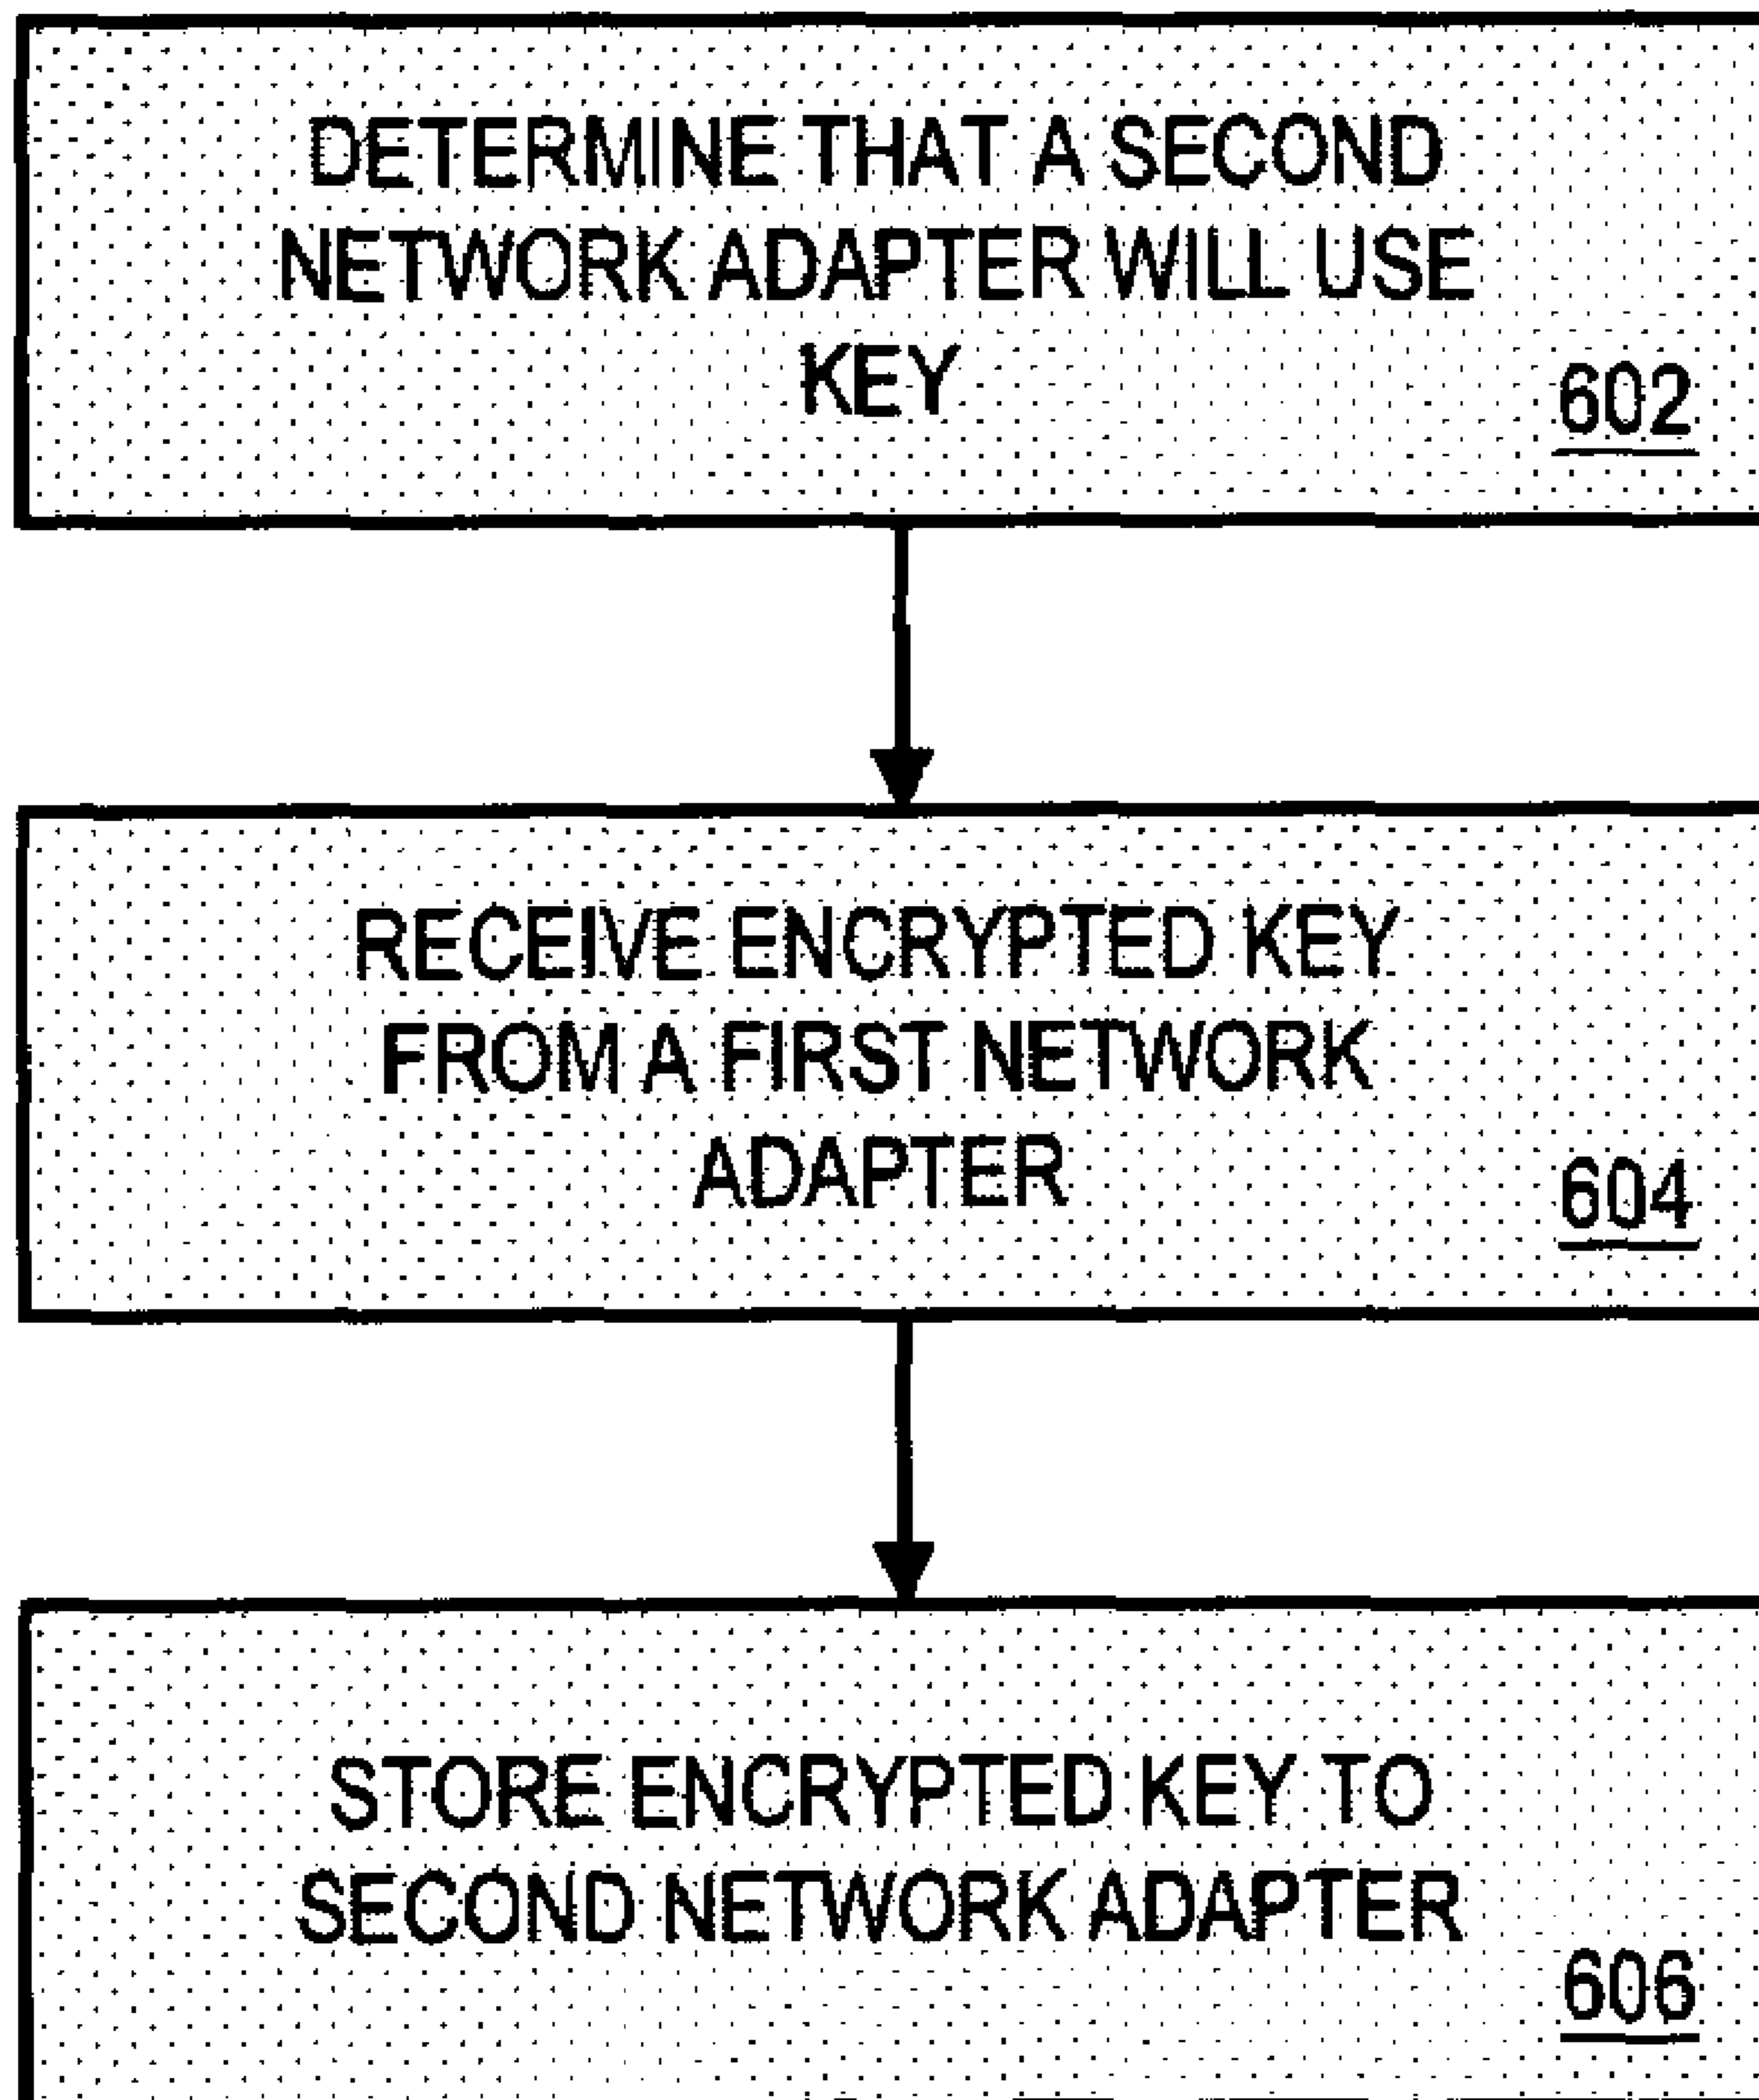 DETERMINE THAT A SECOND
NETWORK ADAPTER WILL USE
KEY
602
RECEIVE ENCRYPTED KEY
FROM A FIRST NETWORK
ADAPTER
604
STORE ENCRYPTED KEY TO
SECOND NETWORK ADAPTER
606